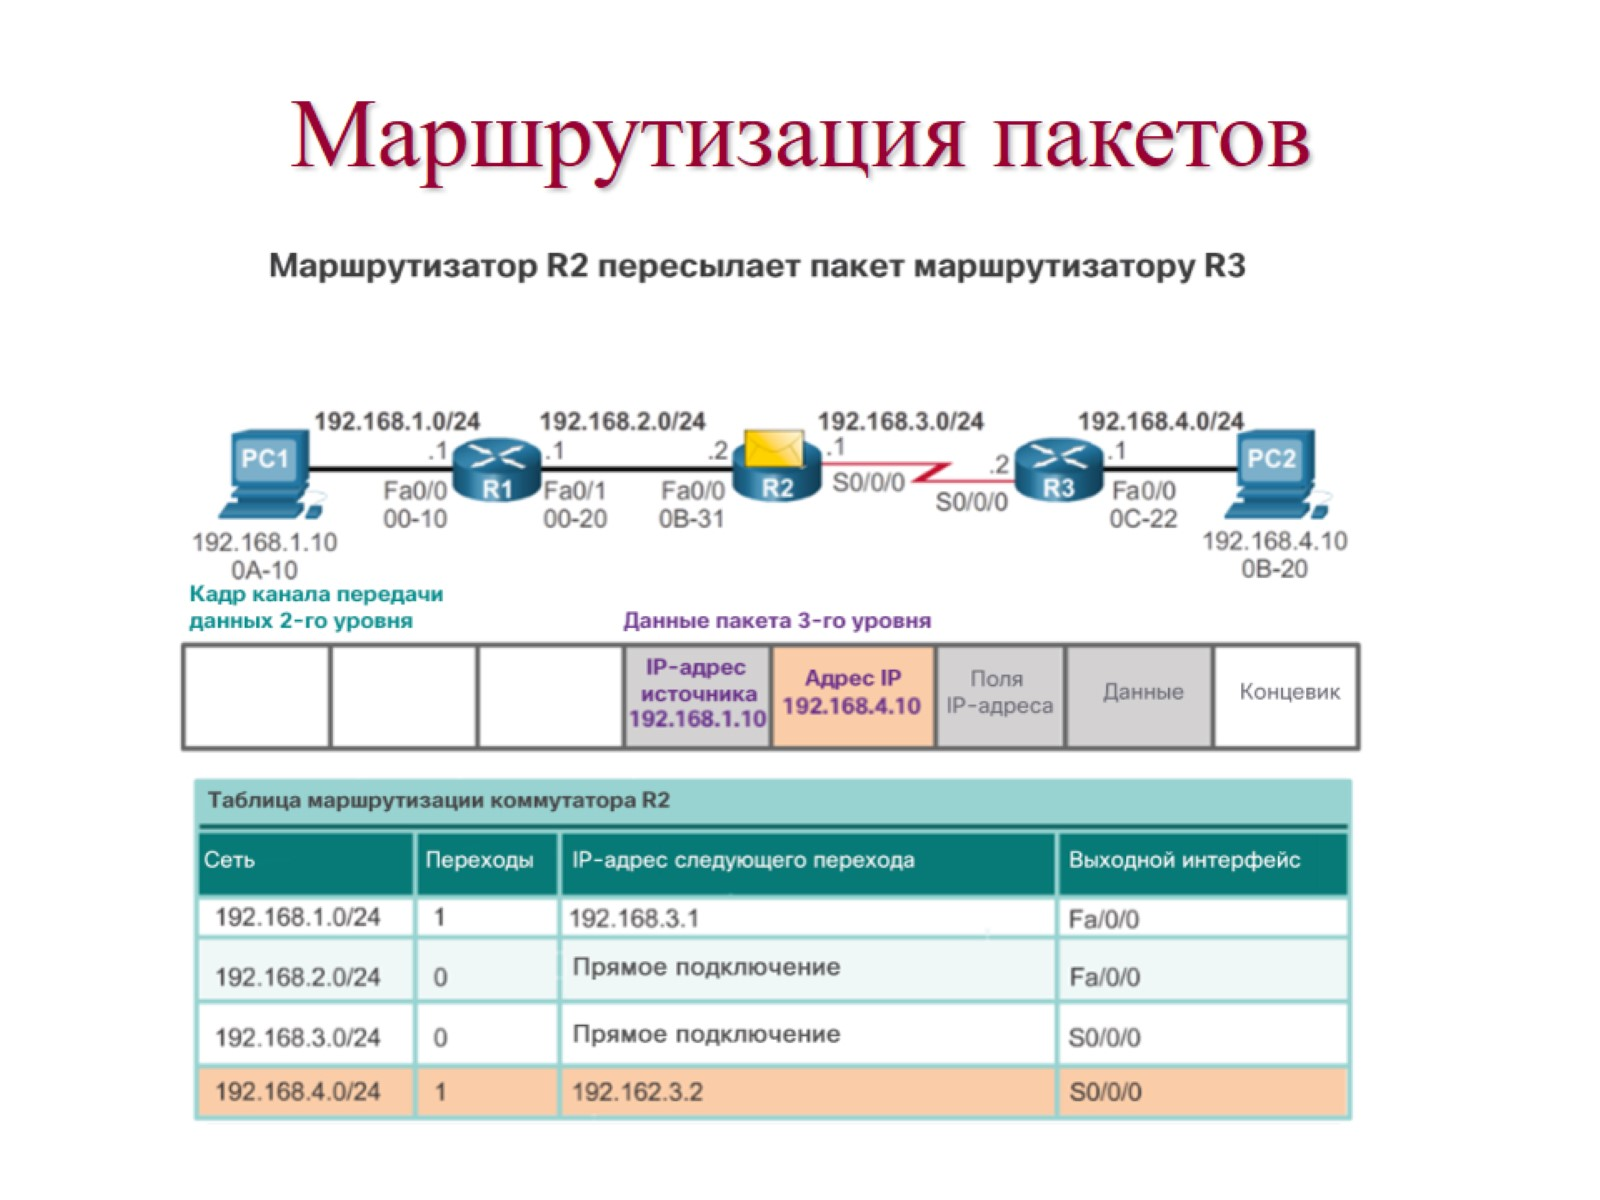 Маршрутизация пакетов
Маршрутизатор R2 пересылает пакет маршрутизатору R3
192.168.1.0/24 192.168.2.0/24 192.168.3.0/24 192.168.4.0/24
PC1 .1 R1 .1 .2 R2 .1 .2 R3 .1 PC2
Fa0/0 Fa0/1 Fa0/0 S0/0/0 S0/0/0 Fa0/0
00-10 00-20 0B-31 0C-22
192.168.1.10 192.168.4.10
0A-10 0B-20
Кадр канала передачи
данных 2-го уровня
Данные пакета 3-го уровня
IP-адрес
источника
192.168.1.10
Адрес IP
192.168.4.10
Поля
IP-адреса
Данные
Концевик
Таблица маршрутизации коммутатора R2
Сеть Переходы IP-адрес следующего перехода Выходной интерфейс
192.168.1.0/24 1 192.168.3.1 Fa/0/0
192.168.2.0/24 0 Прямое подключение Fa/0/0
192.168.3.0/24 0 Прямое подключение S0/0/0
192.168.4.0/24 1 192.162.3.2 S0/0/0